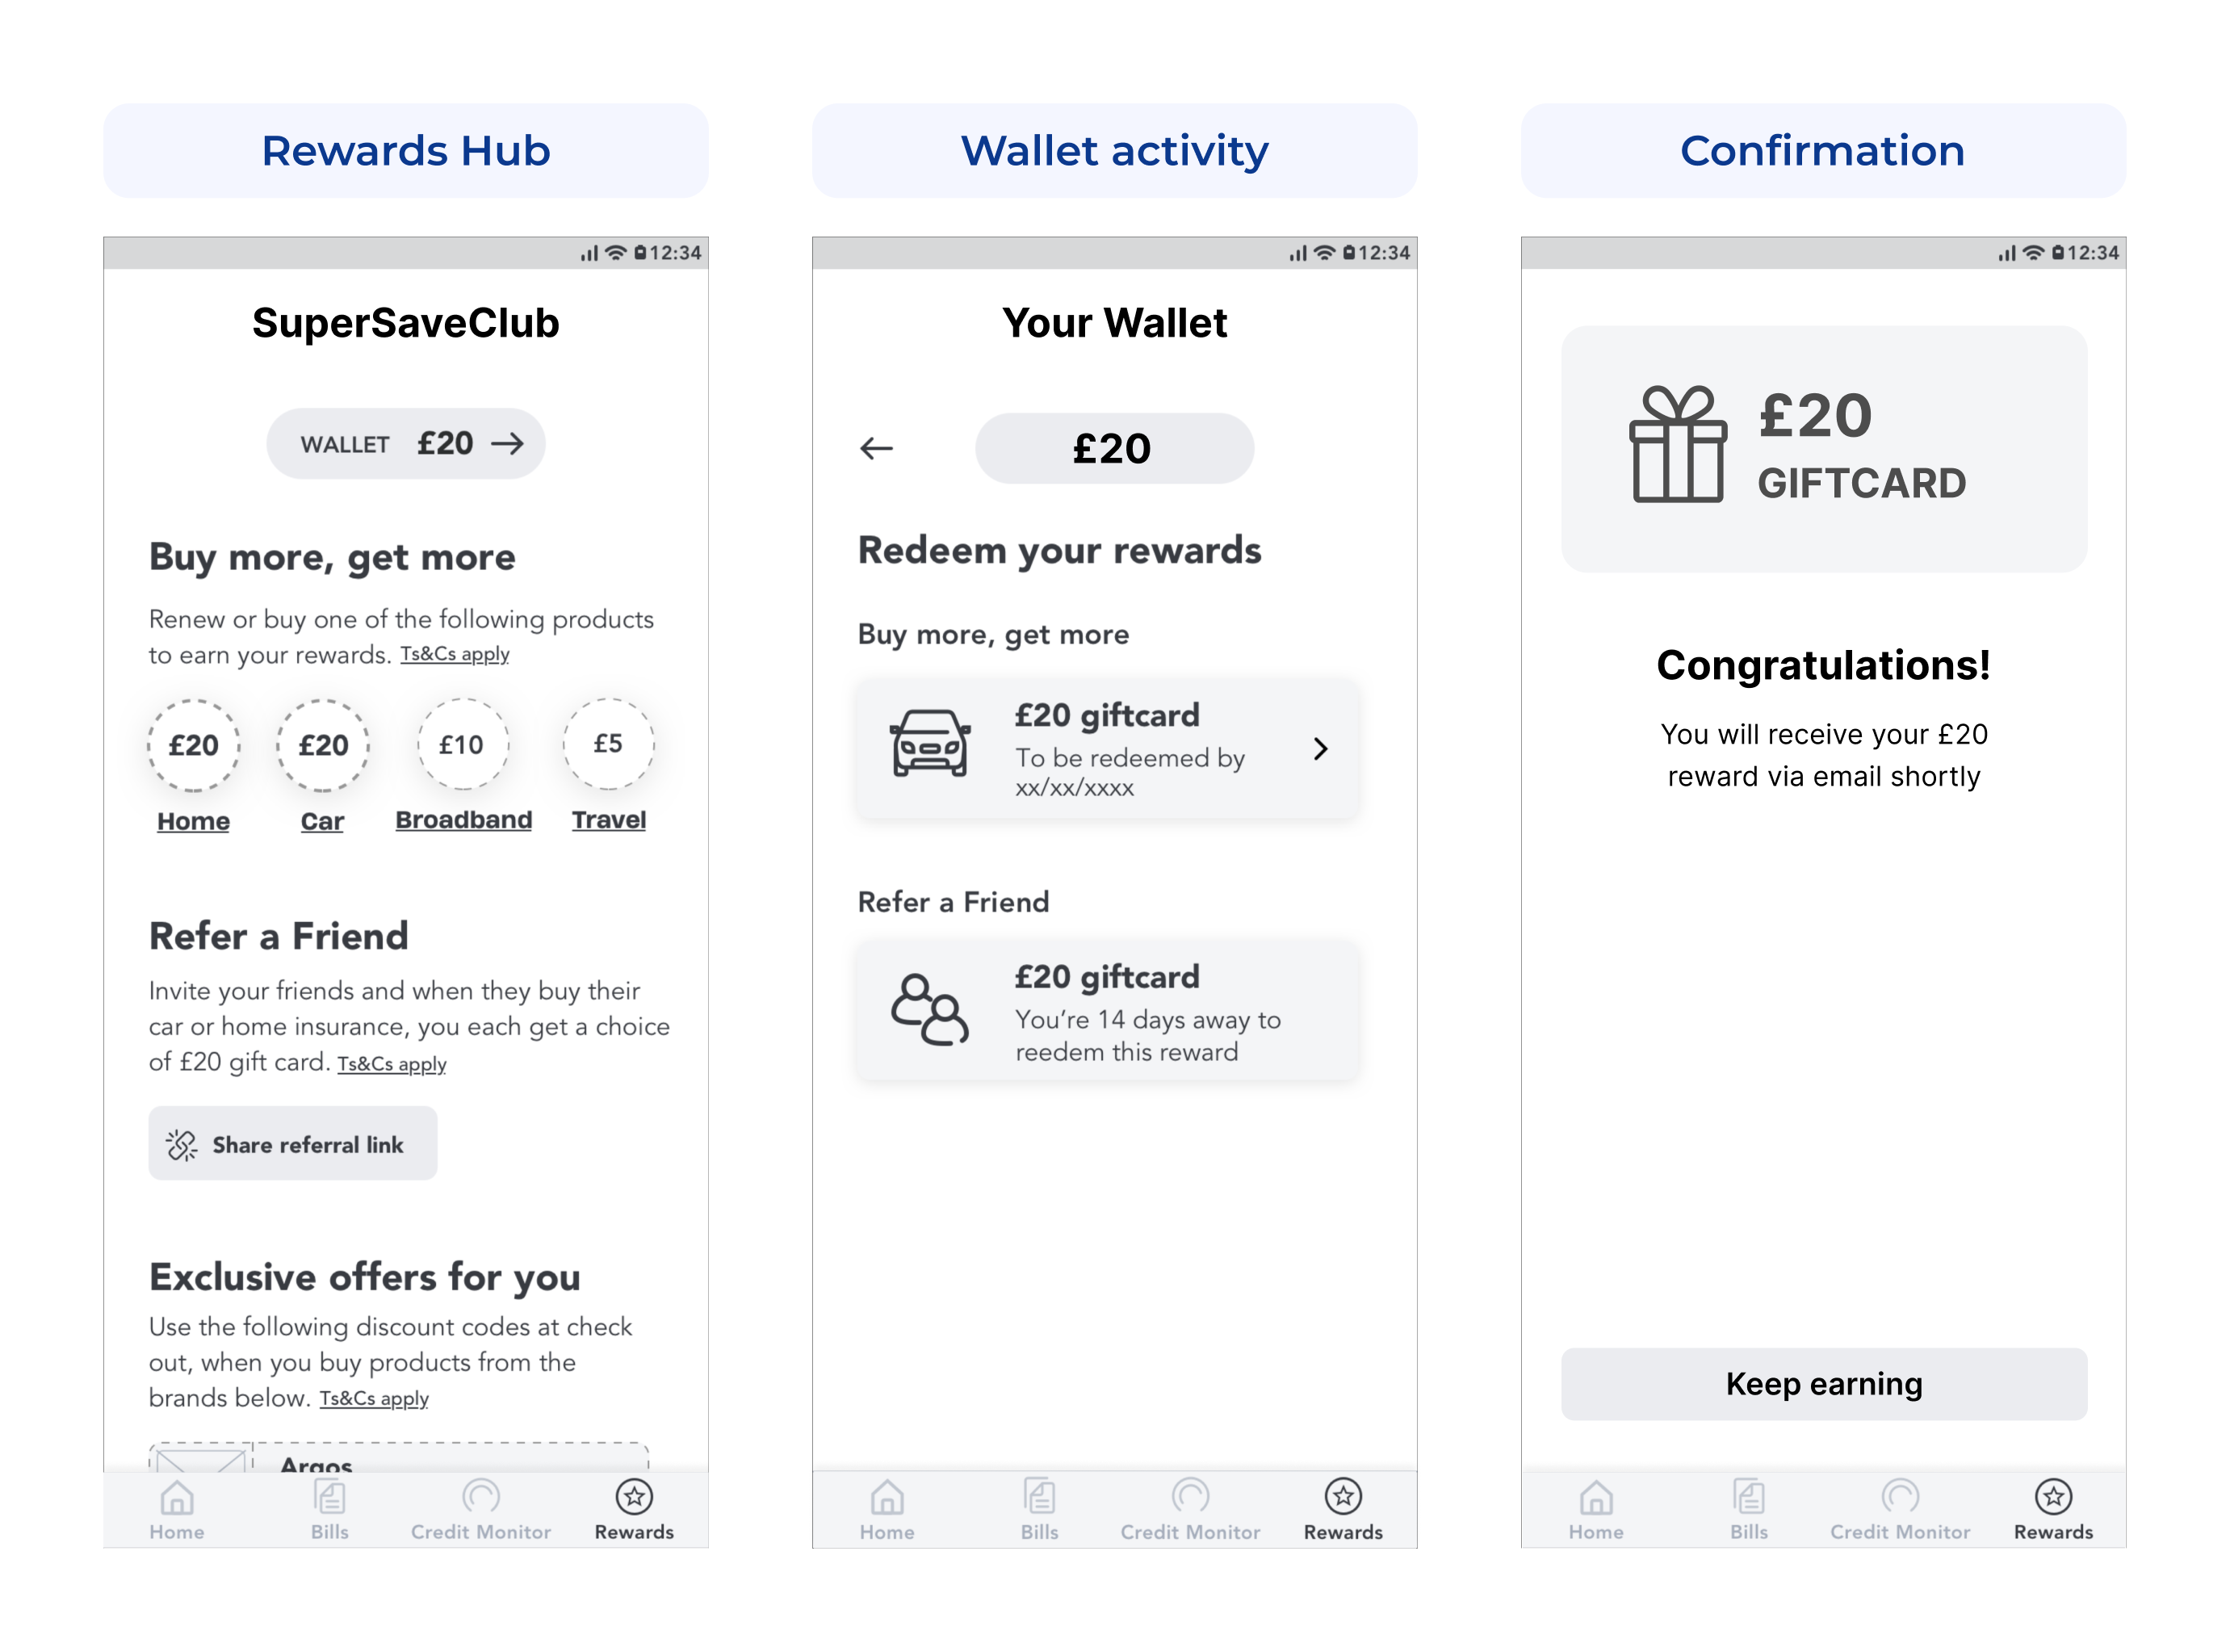 Rewards Hub
12:34
SuperSaveClub
WALLET £20
Buy more, get more
Renew or buy one of the following products
to earn your rewards. Ts&Cs apply
£20 £20 £10 £5
Home Car Broadband Travel
Refer a Friend
Invite your friends and when they buy their
car or home insurance, you each get a choice
of £20 gift card. Ts&Cs apply
Share referral link
Exclusive offers for you
Use the following discount codes at check
out, when you buy products from the
brands below. Ts&Cs apply
Argos
Home Bills Credit Monitor Rewards
Wallet activity
12:34
Your Wallet
£20
Redeem your rewards
Buy more, get more
£20 giftcard
To be redeemed by
xx/xx/xxxx
Refer a Friend
£20 giftcard
You’re 14 days away to
reedem this reward
Home Bills Credit Monitor Rewards
Confirmation
12:34
£20
GIFTCARD
Congratulations!
You will receive your £20
reward via email shortly
Keep earning
Home Bills Credit Monitor Rewards